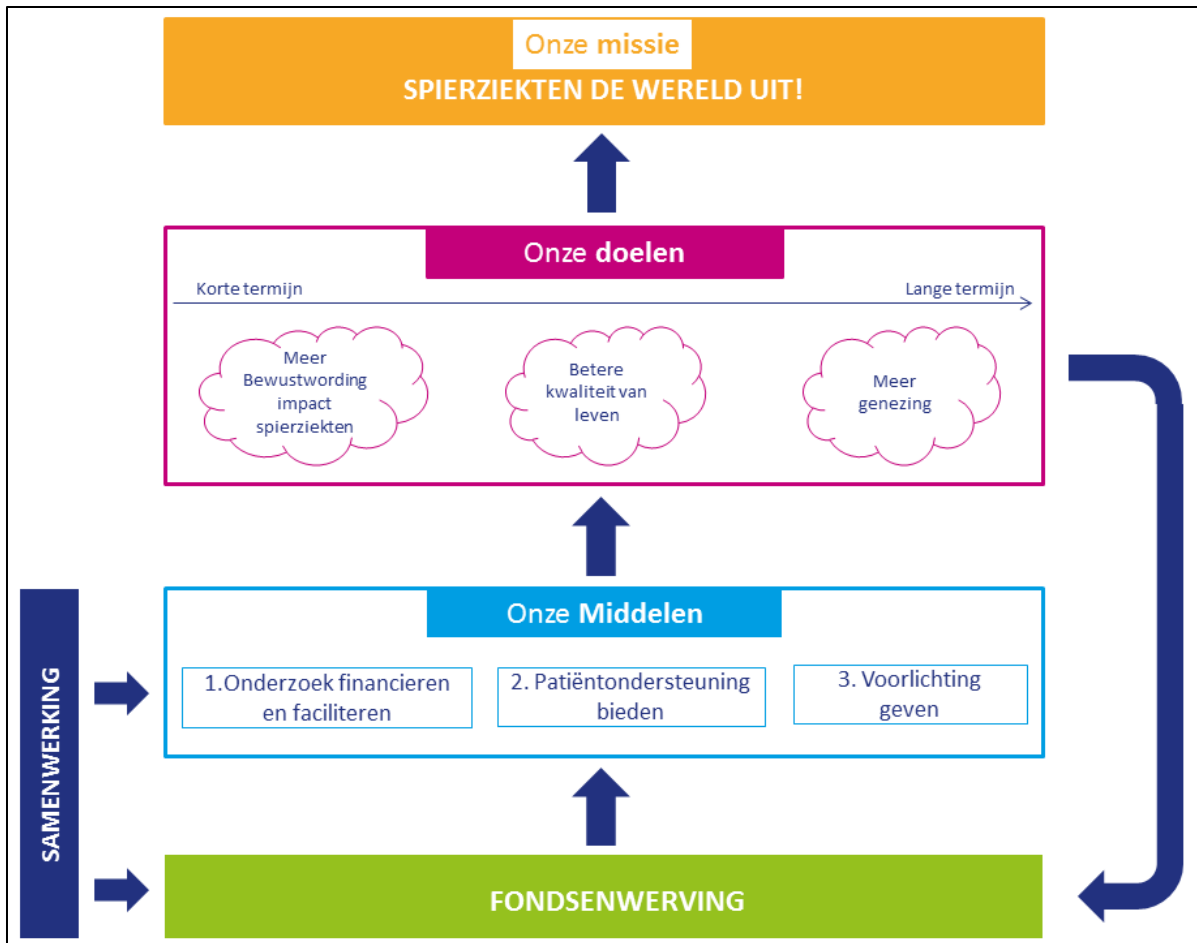 Onze missie
SPIERZIEKTEN DE WERELD UIT!
Onze doelen
Korte termijn
Lange termijn
Meer
Bewustwording
impact
spierziekten
Betere
kwaliteit van
leven
Meer
genezing
SAMENWERKING
Onze Middelen
1.Onderzoek financieren
en faciliteren
2. Patiëntondersteuning
bieden
3. Voorlichting
geven
FONDSENWERVING